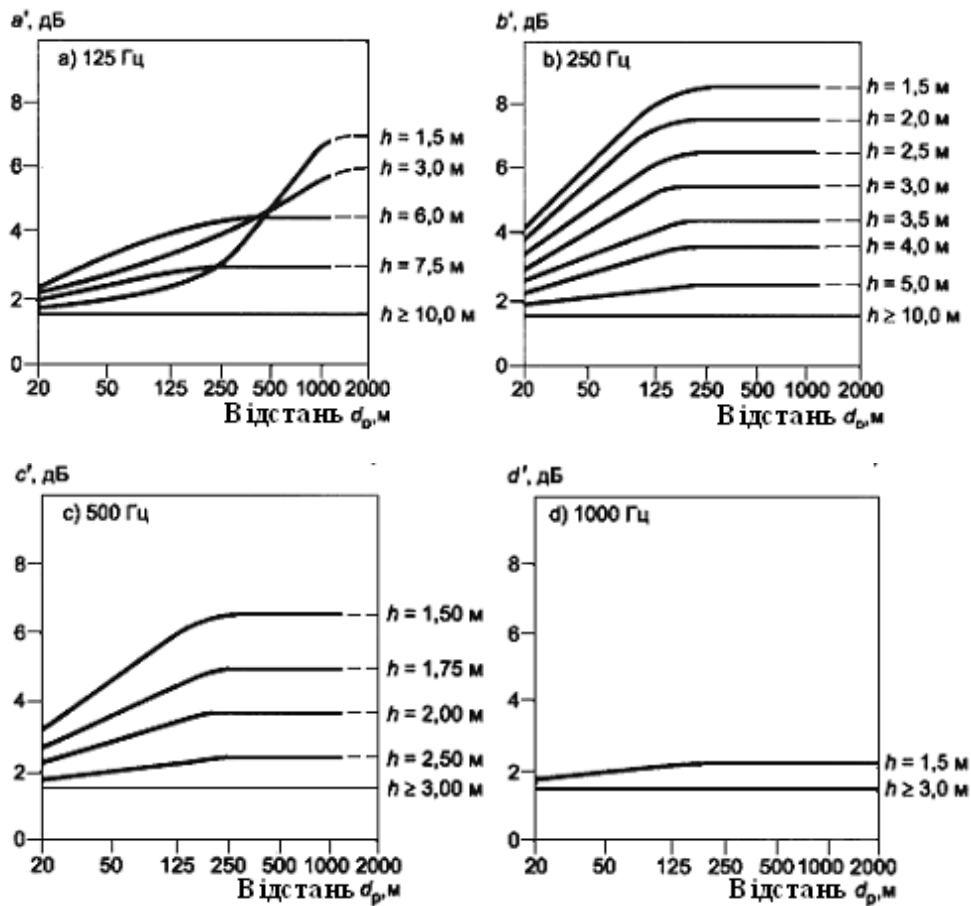 a', дБ
a) 125 Гц
8
6
4
2
0
20 50 125 250 500 1000 2000
Відстань dp,м
h = 1,5 м
h = 3,0 м
h = 6,0 м
h = 7,5 м
h ≥ 10,0 м
b', дБ
b) 250 Гц
8
6
4
2
0
20 50 125 250 500 1000 2000
Відстань dp,м
h = 1,5 м
h = 2,0 м
h = 2,5 м
h = 3,0 м
h = 3,5 м
h = 4,0 м
h = 5,0 м
h ≥ 10,0 м
c', дБ
c) 500 Гц
8
6
4
2
0
20 50 125 250 500 1000 2000
Відстань dp,м
h = 1,50 м
h = 1,75 м
h = 2,00 м
h = 2,50 м
h ≥ 3,00 м
d', дБ
d) 1000 Гц
8
6
4
2
0
20 50 125 250 500 1000 2000
Відстань dp,м
h = 1,5 м
h ≥ 3,0 м